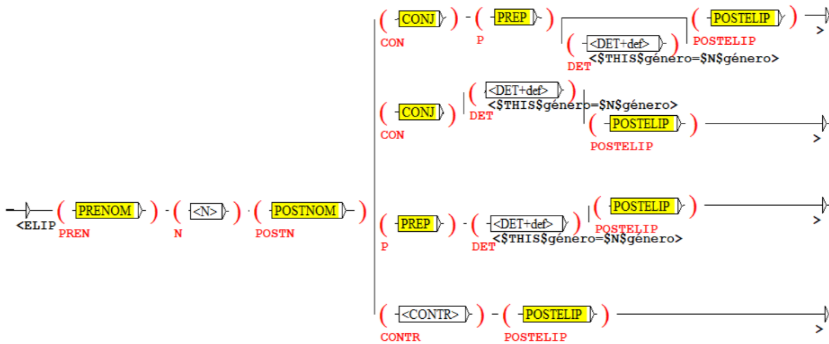 CONJ PREP POSTELIP
CON P <DET+def> POSTELIP >
DET <$THIS$género=$N$género>
CONJ <DET+def>
CON DET <$THIS$género=$N$género>
POSTELIP
POSTELIP >
PRENOM <N> POSTNOM
<ELIP PREN N POSTN
PREP <DET+def> POSTELIP
P DET <$THIS$género=$N$género> POSTELIP >
<CONTR> POSTELIP
CONTR POSTELIP >